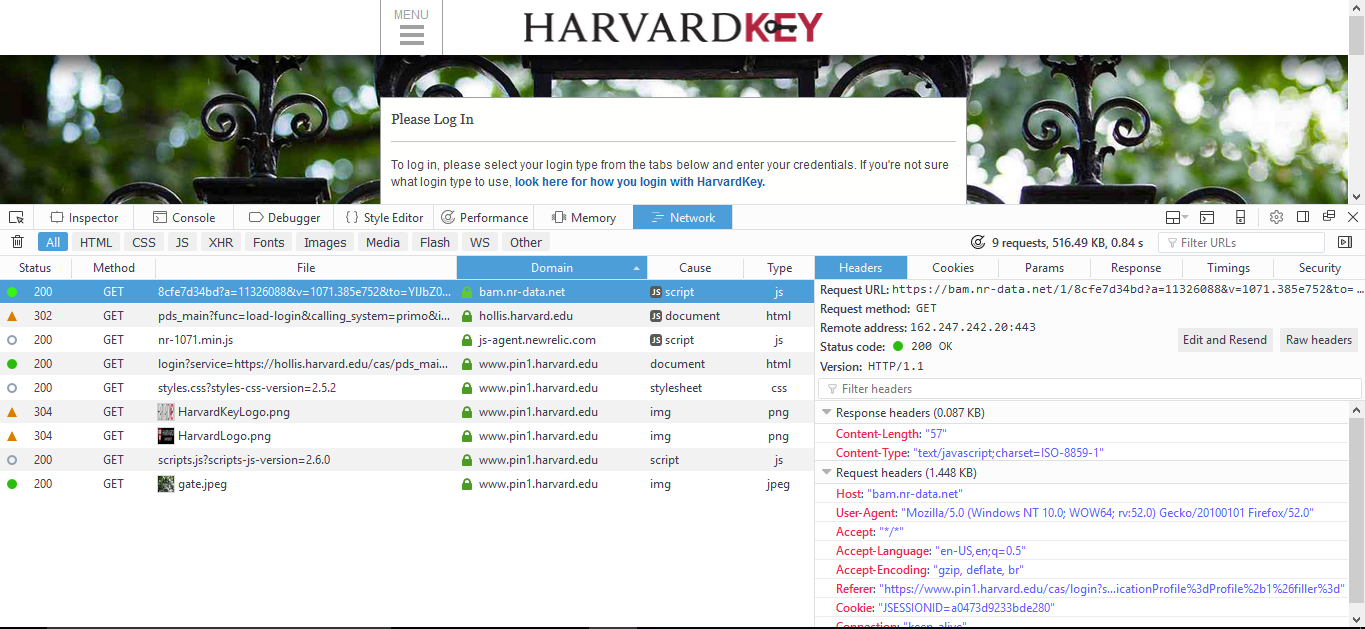 MENU
HARVARDKEY
Please Log In
To log in, please select your login type from the tabs below and enter your credentials. If you're not sure
what login type to use, look here for how you login with HarvardKey.
Inspector Console Debugger { } Style Editor Performance Memory Network
All HTML CSS JS XHR Fonts Images Media Flash WS Other 9 requests, 516.49 KB, 0.84 s Filter URLs
Status Method File Domain Cause Type
200 GET 8cfe7d34bd?a=11326088&v=1071.385e752&to=YlJbZ0... bam.nr-data.net JS script js
302 GET pds_main?func=load-login&calling_system=primo&i... hollis.harvard.edu JS document html
200 GET nr-1071.min.js js-agent.newrelic.com JS script js
200 GET login?service=https://hollis.harvard.edu/cas/pds_mai... www.pin1.harvard.edu document html
200 GET styles.css?styles-css-version=2.5.2 www.pin1.harvard.edu stylesheet css
304 GET HarvardKeyLogo.png www.pin1.harvard.edu img png
304 GET HarvardLogo.png www.pin1.harvard.edu img png
200 GET scripts.js?scripts-js-version=2.6.0 www.pin1.harvard.edu script js
200 GET gate.jpeg www.pin1.harvard.edu img jpeg
Headers Cookies Params Response Timings Security
Request URL: https://bam.nr-data.net/1/8cfe7d34bd?a=11326088&v=1071.385e752&to= ...
Request method: GET
Remote address: 162.247.242.20:443
Status code: 200 OK
Edit and Resend Raw headers
Version: HTTP/1.1
Filter headers
Response headers (0.087 KB)
Content-Length: "57"
Content-Type: "text/javascript;charset=ISO-8859-1"
Request headers (1.448 KB)
Host: "bam.nr-data.net"
User-Agent: "Mozilla/5.0 (Windows NT 10.0; WOW64; rv:52.0) Gecko/20100101 Firefox/52.0"
Accept: "*/*"
Accept-Language: "en-US,en;q=0.5"
Accept-Encoding: "gzip, deflate, br"
Referer: "https://www.pin1.harvard.edu/cas/login?s...icationProfile%3dProfile%2b1%26filler%3d"
Cookie: "JSESSIONID=a0473d9233bde280"
Connection: "keep-alive"